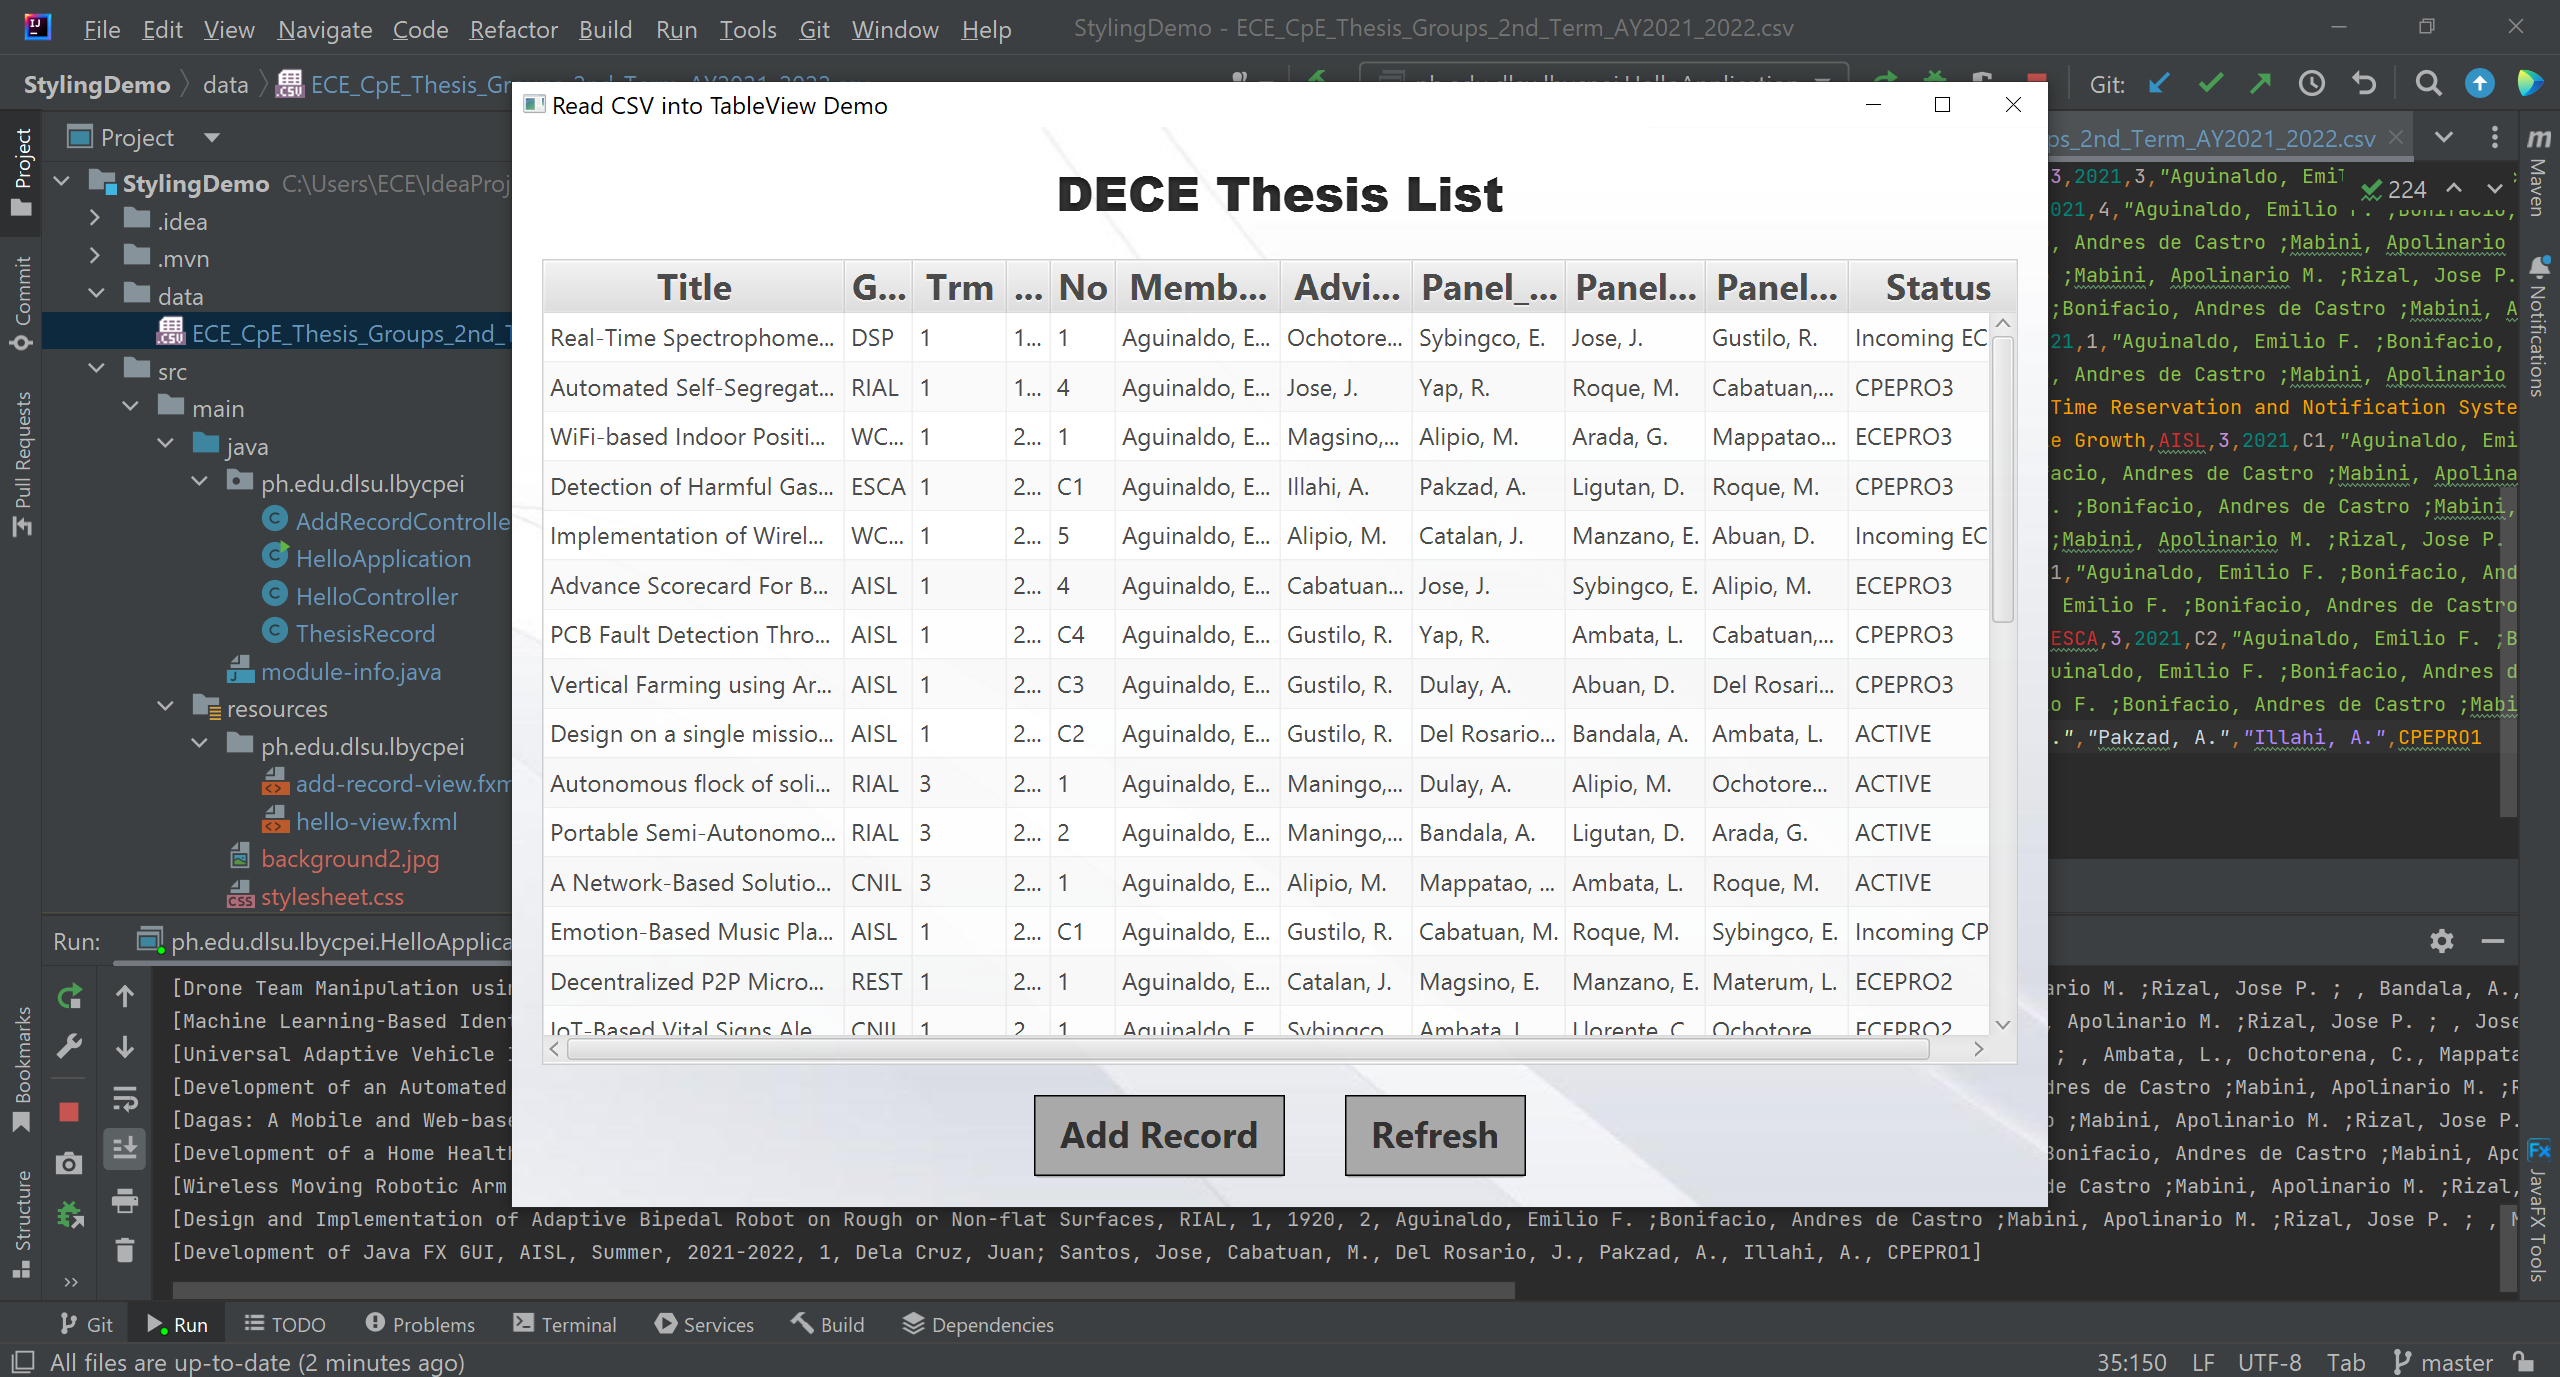 File Edit View Navigate Code Refactor Build Run Tools Git Window Help StylingDemo - ECE_CpE_Thesis_Groups_2nd_Term_AY2021_2022.csv
StylingDemo data ECE_CpE_Thesis_Gr
Git:
Project
StylingDemo C:\Users\ECE\IdeaProj
.idea
.mvn
data
ECE_CpE_Thesis_Groups_2nd_T
src
main
java
ph.edu.dlsu.lbycpei
AddRecordControlle
HelloApplication
HelloController
ThesisRecord
module-info.java
resources
ph.edu.dlsu.lbycpei
add-record-view.fxm
hello-view.fxml
background2.jpg
stylesheet.css
Project
Commit
Pull Requests
Bookmarks
Structure
Read CSV into TableView Demo
DECE Thesis List
Title G... Trm ... No Memb... Advi... Panel_... Panel... Panel... Status
Real-Time Spectrophome... DSP 1 1... 1 Aguinaldo, E... Ochotore... Sybingco, E. Jose, J. Gustilo, R. Incoming EC
Automated Self-Segregat... RIAL 1 1... 4 Aguinaldo, E... Jose, J. Yap, R. Roque, M. Cabatuan,... CPEPRO3
WiFi-based Indoor Positi... WC... 1 2... 1 Aguinaldo, E... Magsino,... Alipio, M. Arada, G. Mappatao... ECEPRO3
Detection of Harmful Gas... ESCA 1 2... C1 Aguinaldo, E... Illahi, A. Pakzad, A. Ligutan, D. Roque, M. CPEPRO3
Implementation of Wirel... WC... 1 2... 5 Aguinaldo, E... Alipio, M. Catalan, J. Manzano, E. Abuan, D. Incoming EC
Advance Scorecard For B... AISL 1 2... 4 Aguinaldo, E... Cabatuan... Jose, J. Sybingco, E. Alipio, M. ECEPRO3
PCB Fault Detection Thro... AISL 1 2... C4 Aguinaldo, E... Gustilo, R. Yap, R. Ambata, L. Cabatuan,... CPEPRO3
Vertical Farming using Ar... AISL 1 2... C3 Aguinaldo, E... Gustilo, R. Dulay, A. Abuan, D. Del Rosari... CPEPRO3
Design on a single missio... AISL 1 2... C2 Aguinaldo, E... Gustilo, R. Del Rosario... Bandala, A. Ambata, L. ACTIVE
Autonomous flock of soli... RIAL 3 2... 1 Aguinaldo, E... Maningo,... Dulay, A. Alipio, M. Ochotore... ACTIVE
Portable Semi-Autonomo... RIAL 3 2... 2 Aguinaldo, E... Maningo,... Bandala, A. Ligutan, D. Arada, G. ACTIVE
A Network-Based Solutio... CNIL 3 2... 1 Aguinaldo, E... Alipio, M. Mappatao, ... Ambata, L. Roque, M. ACTIVE
Emotion-Based Music Pla... AISL 1 2... C1 Aguinaldo, E... Gustilo, R. Cabatuan, M. Roque, M. Sybingco, E. Incoming CP
Decentralized P2P Micro... REST 1 2... 1 Aguinaldo, E... Catalan, J. Magsino, E. Manzano, E. Materum, L. ECEPRO2
IoT-Based Vital Signs Ale CNIL 1 2 1 Aguinaldo, E Sybingco Ambata, L Llorente, C Ochotore ECEPRO2
Add Record Refresh
ps_2nd_Term_AY2021_2022.csv
3,2021,3,"Aguinaldo, Emil 224
021,4,"Aguinaldo, Emilio F. ;Bonifacio,
, Andres de Castro ;Mabini, Apolinario
;Mabini, Apolinario M. ;Rizal, Jose P.
;Bonifacio, Andres de Castro ;Mabini, A
21,1,"Aguinaldo, Emilio F. ;Bonifacio,
, Andres de Castro ;Mabini, Apolinario
Time Reservation and Notification Syste
e Growth,AISL,3,2021,C1,"Aguinaldo, Emi
acio, Andres de Castro ;Mabini, Apolina
. ;Bonifacio, Andres de Castro ;Mabini,
;Mabini, Apolinario M. ;Rizal, Jose P.
1,"Aguinaldo, Emilio F. ;Bonifacio, And
Emilio F. ;Bonifacio, Andres de Castro
ESCA,3,2021,C2,"Aguinaldo, Emilio F. ;B
uinaldo, Emilio F. ;Bonifacio, Andres d
o F. ;Bonifacio, Andres de Castro ;Mabi
.","Pakzad, A.","Illahi, A.",CPEPRO1
Maven
Notifications
JavaFX Tools
Run: ph.edu.dlsu.lbycpei.HelloApplica
[Drone Team Manipulation usin ario M. ;Rizal, Jose P. ; , Bandala, A.,
[Machine Learning-Based Iden , Apolinario M. ;Rizal, Jose P. ; , Jose
[Universal Adaptive Vehicle ; , Ambata, L., Ochotorena, C., Mappata
[Development of an Automated dres de Castro ;Mabini, Apolinario M. ;R
[Dagas: A Mobile and Web-base ;Mabini, Apolinario M. ;Rizal, Jose P.
[Development of a Home Health Bonifacio, Andres de Castro ;Mabini, Apo
[Wireless Moving Robotic Arm de Castro ;Mabini, Apolinario M. ;Rizal,
[Design and Implementation of Adaptive Bipedal Robot on Rough or Non-flat Surfaces, RIAL, 1, 1920, 2, Aguinaldo, Emilio F. ;Bonifacio, Andres de Castro ;Mabini, Apolinario M. ;Rizal, Jose P. ; ,
[Development of Java FX GUI, AISL, Summer, 2021-2022, 1, Dela Cruz, Juan; Santos, Jose, Cabatuan, M., Del Rosario, J., Pakzad, A., Illahi, A., CPEPRO1]
Git Run TODO Problems Terminal Services Build Dependencies
All files are up-to-date (2 minutes ago) 35:150 LF UTF-8 Tab master